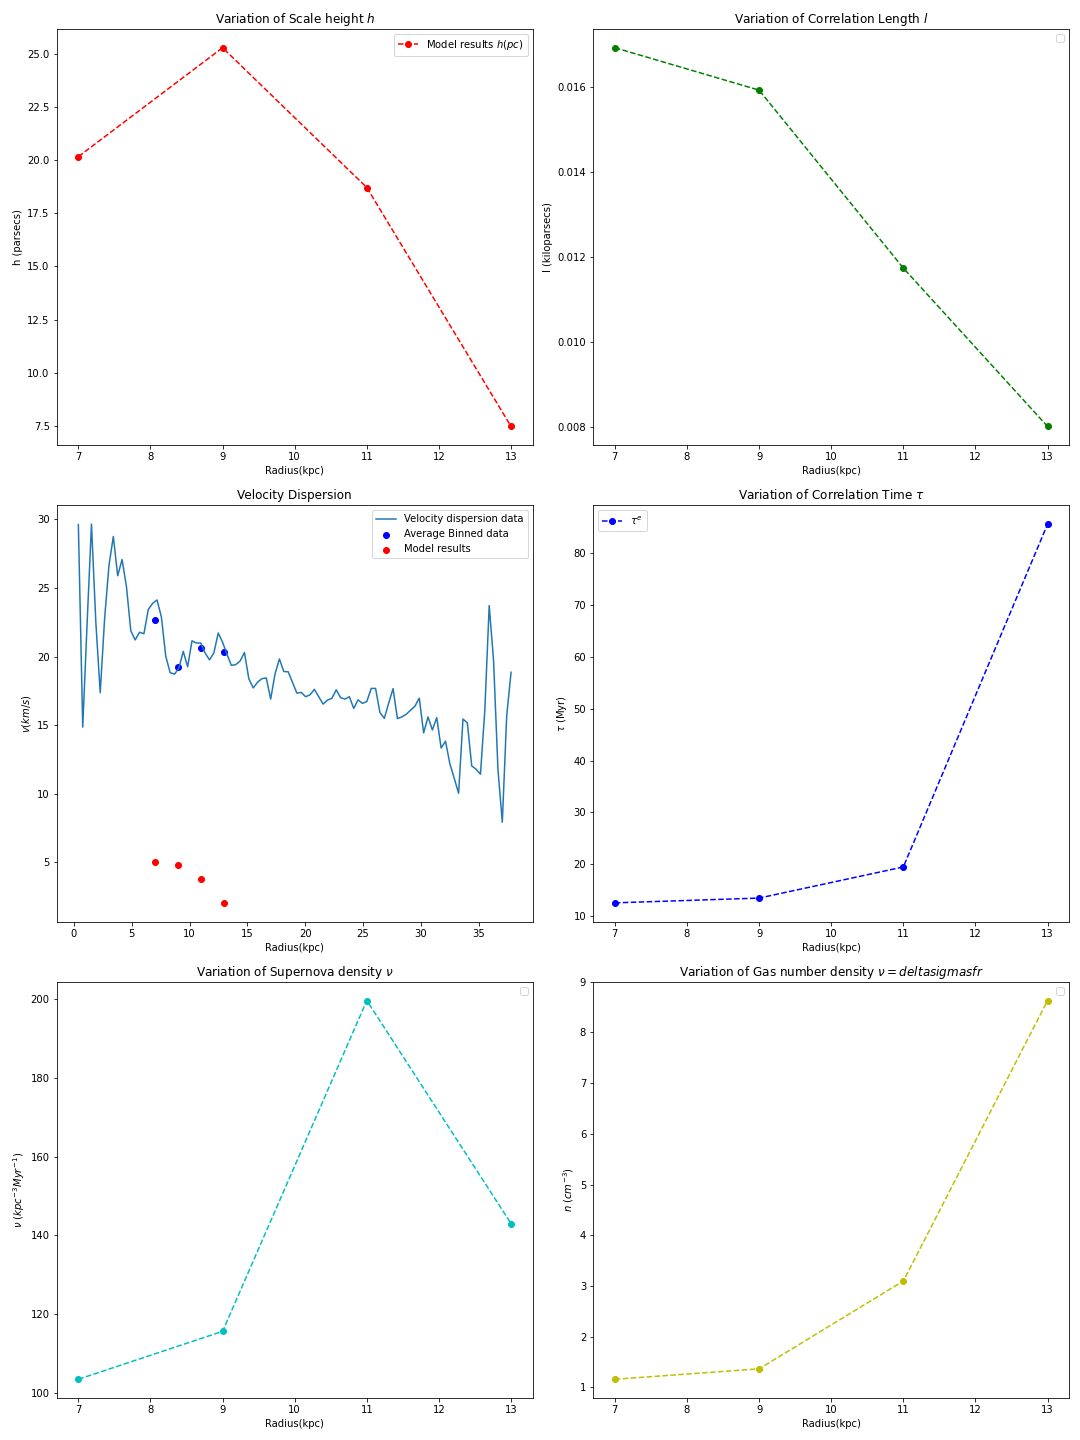 Variation of Scale height h
h (parsecs)
25.0
22.5
20.0
17.5
15.0
12.5
10.0
7.5
Model results h(pc)
7 8 9 10 11 12 13
Radius(kpc)
Variation of Correlation Length l
l (kiloparsecs)
0.016
0.014
0.012
0.010
0.008
7 8 9 10 11 12 13
Radius(kpc)
Velocity Dispersion
v(km/s)
30
25
20
15
10
5
Velocity dispersion data
Average Binned data
Model results
0 5 10 15 20 25 30 35
Radius(kpc)
Variation of Correlation Time τ
τ (Myr)
80
70
60
50
40
30
20
10
τᵉ
7 8 9 10 11 12 13
Radius(kpc)
Variation of Supernova density ν
ν (kpc⁻³Myr⁻¹)
200
180
160
140
120
100
7 8 9 10 11 12 13
Radius(kpc)
Variation of Gas number density ν = deltasigmasfr
n (cm⁻³)
9
8
7
6
5
4
3
2
1
7 8 9 10 11 12 13
Radius(kpc)